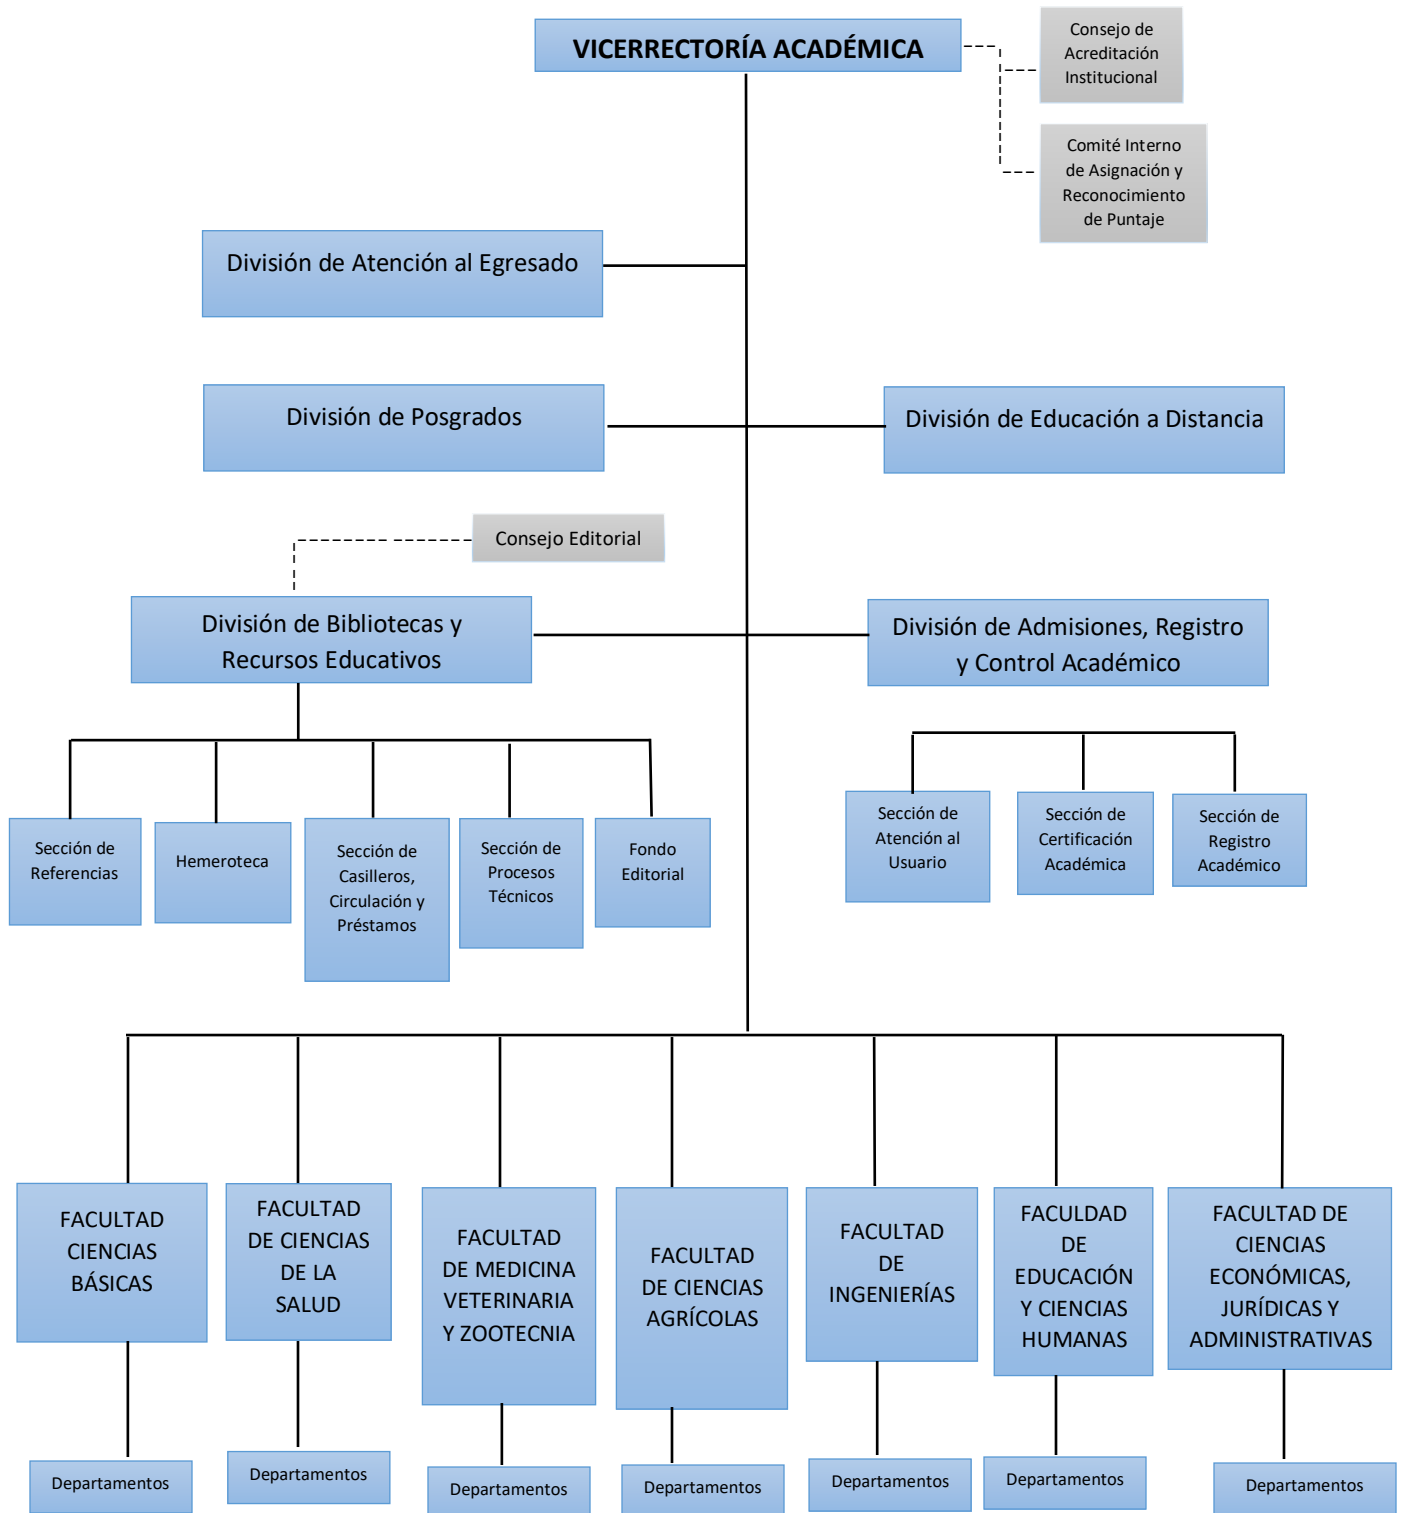 VICERRECTORÍA ACADÉMICA
Consejo de
Acreditación
Institucional
Comité Interno
de Asignación y
Reconocimiento
de Puntaje
División de Atención al Egresado
División de Posgrados
División de Educación a Distancia
Consejo Editorial
División de Bibliotecas y
Recursos Educativos
División de Admisiones, Registro
y Control Académico
Sección de
Referencias
Hemeroteca
Sección de
Casilleros,
Circulación y
Préstamos
Sección de
Procesos
Técnicos
Fondo
Editorial
Sección de
Atención al
Usuario
Sección de
Certificación
Académica
Sección de
Registro
Académico
FACULTAD
CIENCIAS
BÁSICAS
FACULTAD
DE CIENCIAS
DE LA
SALUD
FACULTAD
DE MEDICINA
VETERINARIA
Y ZOOTECNIA
FACULTAD
DE CIENCIAS
AGRÍCOLAS
FACULTAD
DE
INGENIERÍAS
FACULDAD
DE
EDUCACIÓN
Y CIENCIAS
HUMANAS
FACULTAD DE
CIENCIAS
ECONÓMICAS,
JURÍDICAS Y
ADMINISTRATIVAS
Departamentos
Departamentos
Departamentos
Departamentos
Departamentos
Departamentos
Departamentos